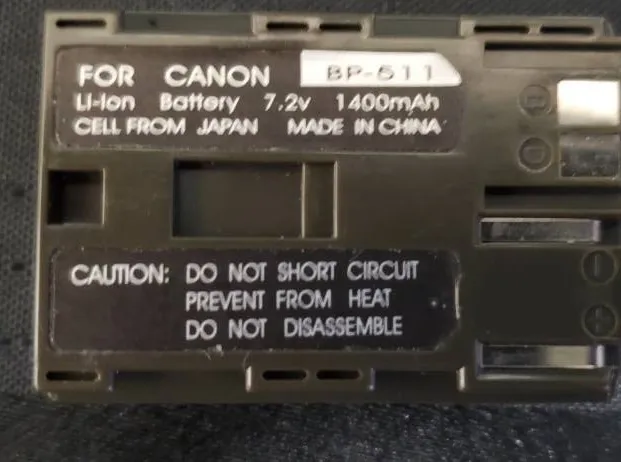 FOR CANON BP-511
Li-Ion Battery 7.2v 1400mAh
CELL FROM JAPAN MADE IN CHINA
CAUTION: DO NOT SHORT CIRCUIT
PREVENT FROM HEAT
DO NOT DISASSEMBLE